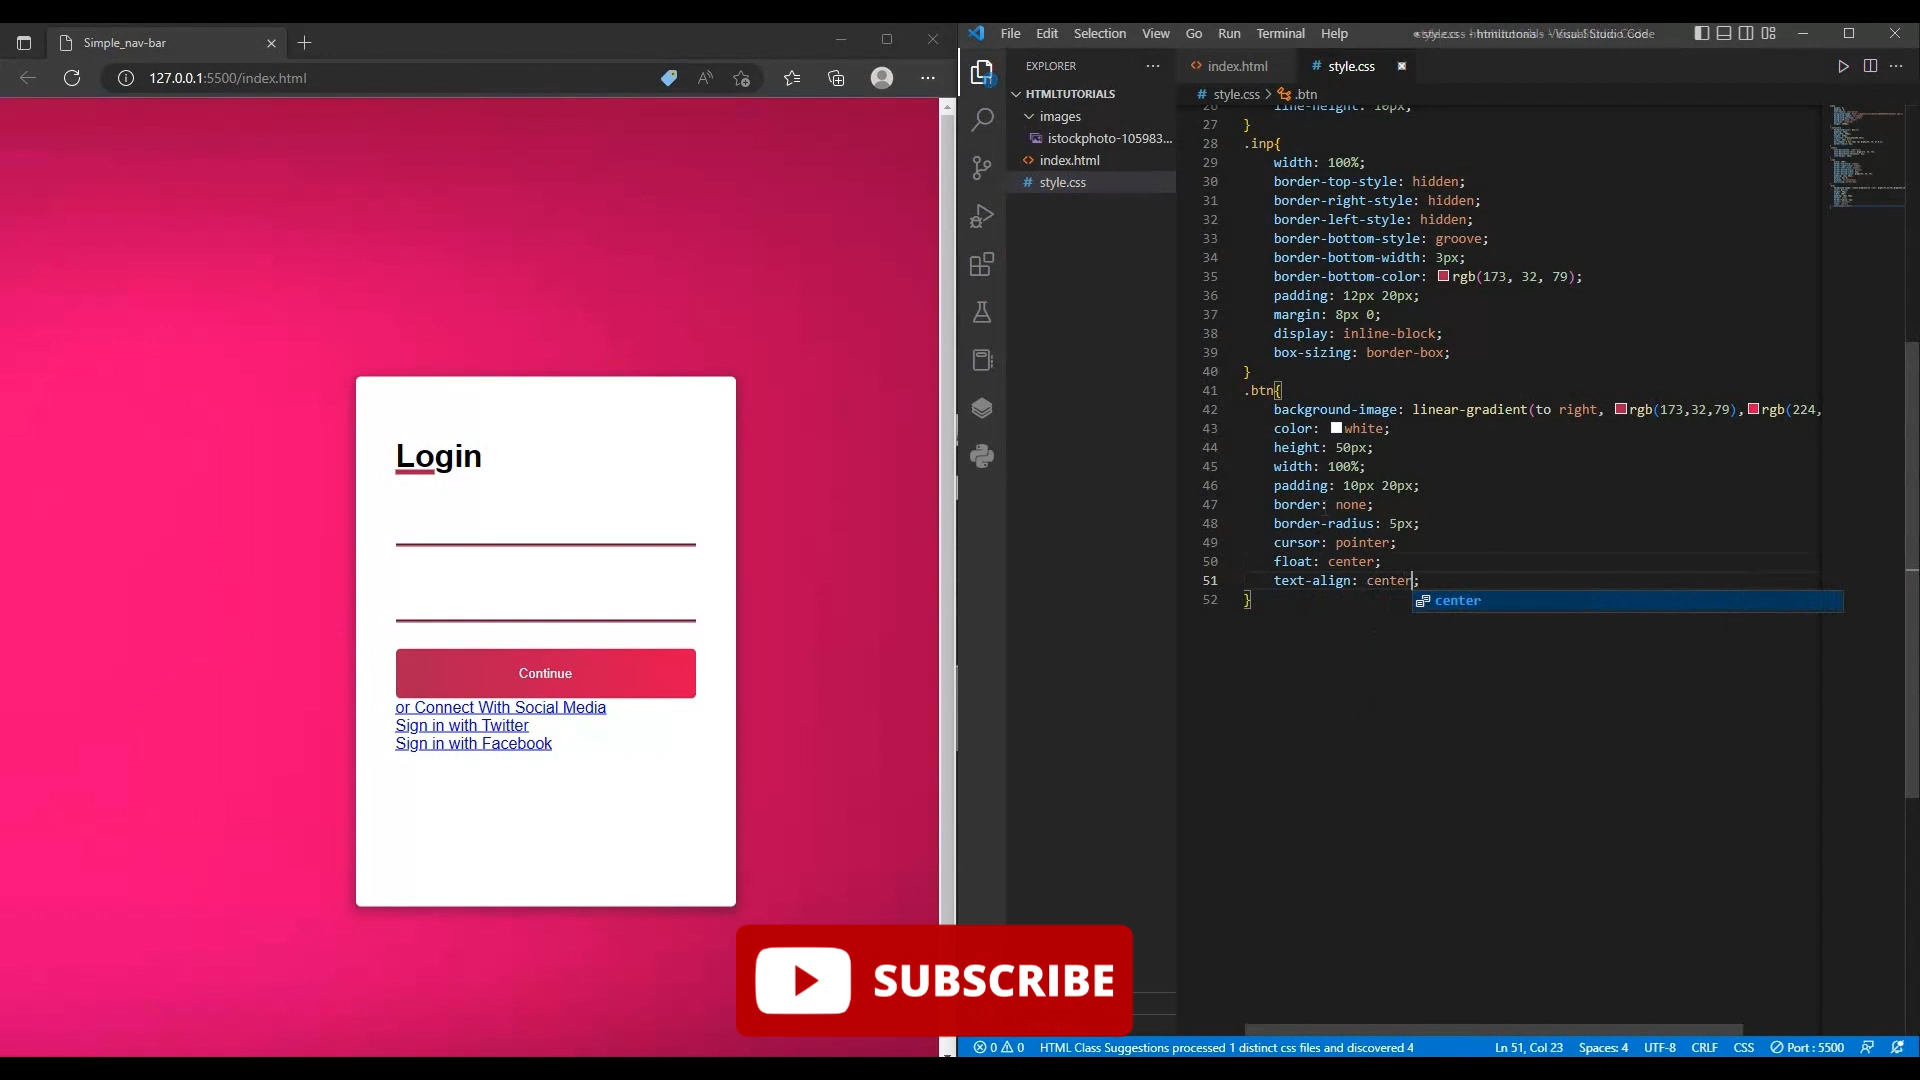 Simple_nav-bar
127.0.0.1:5500/index.html
Login
Continue
or Connect With Social Media
Sign in with Twitter
Sign in with Facebook
SUBSCRIBE
File Edit Selection View Go Run Terminal Help
EXPLORER
HTMLTUTORIALS
images
istockphoto-105983...
index.html
style.css
index.html
style.css
style.css > .btn
26 line-height: 10px;
27 }
28 .inp{
29 width: 100%;
30 border-top-style: hidden;
31 border-right-style: hidden;
32 border-left-style: hidden;
33 border-bottom-style: groove;
34 border-bottom-width: 3px;
35 border-bottom-color: rgb(173, 32, 79);
36 padding: 12px 20px;
37 margin: 8px 0;
38 display: inline-block;
39 box-sizing: border-box;
40 }
41 .btn{
42 background-image: linear-gradient(to right, rgb(173,32,79),rgb(224,
43 color: white;
44 height: 50px;
45 width: 100%;
46 padding: 10px 20px;
47 border: none;
48 border-radius: 5px;
49 cursor: pointer;
50 float: center;
51 text-align: center;
center
52 }
0 0 HTML Class Suggestions processed 1 distinct css files and discovered 4
Ln 51, Col 23 Spaces: 4 UTF-8 CRLF CSS Port : 5500